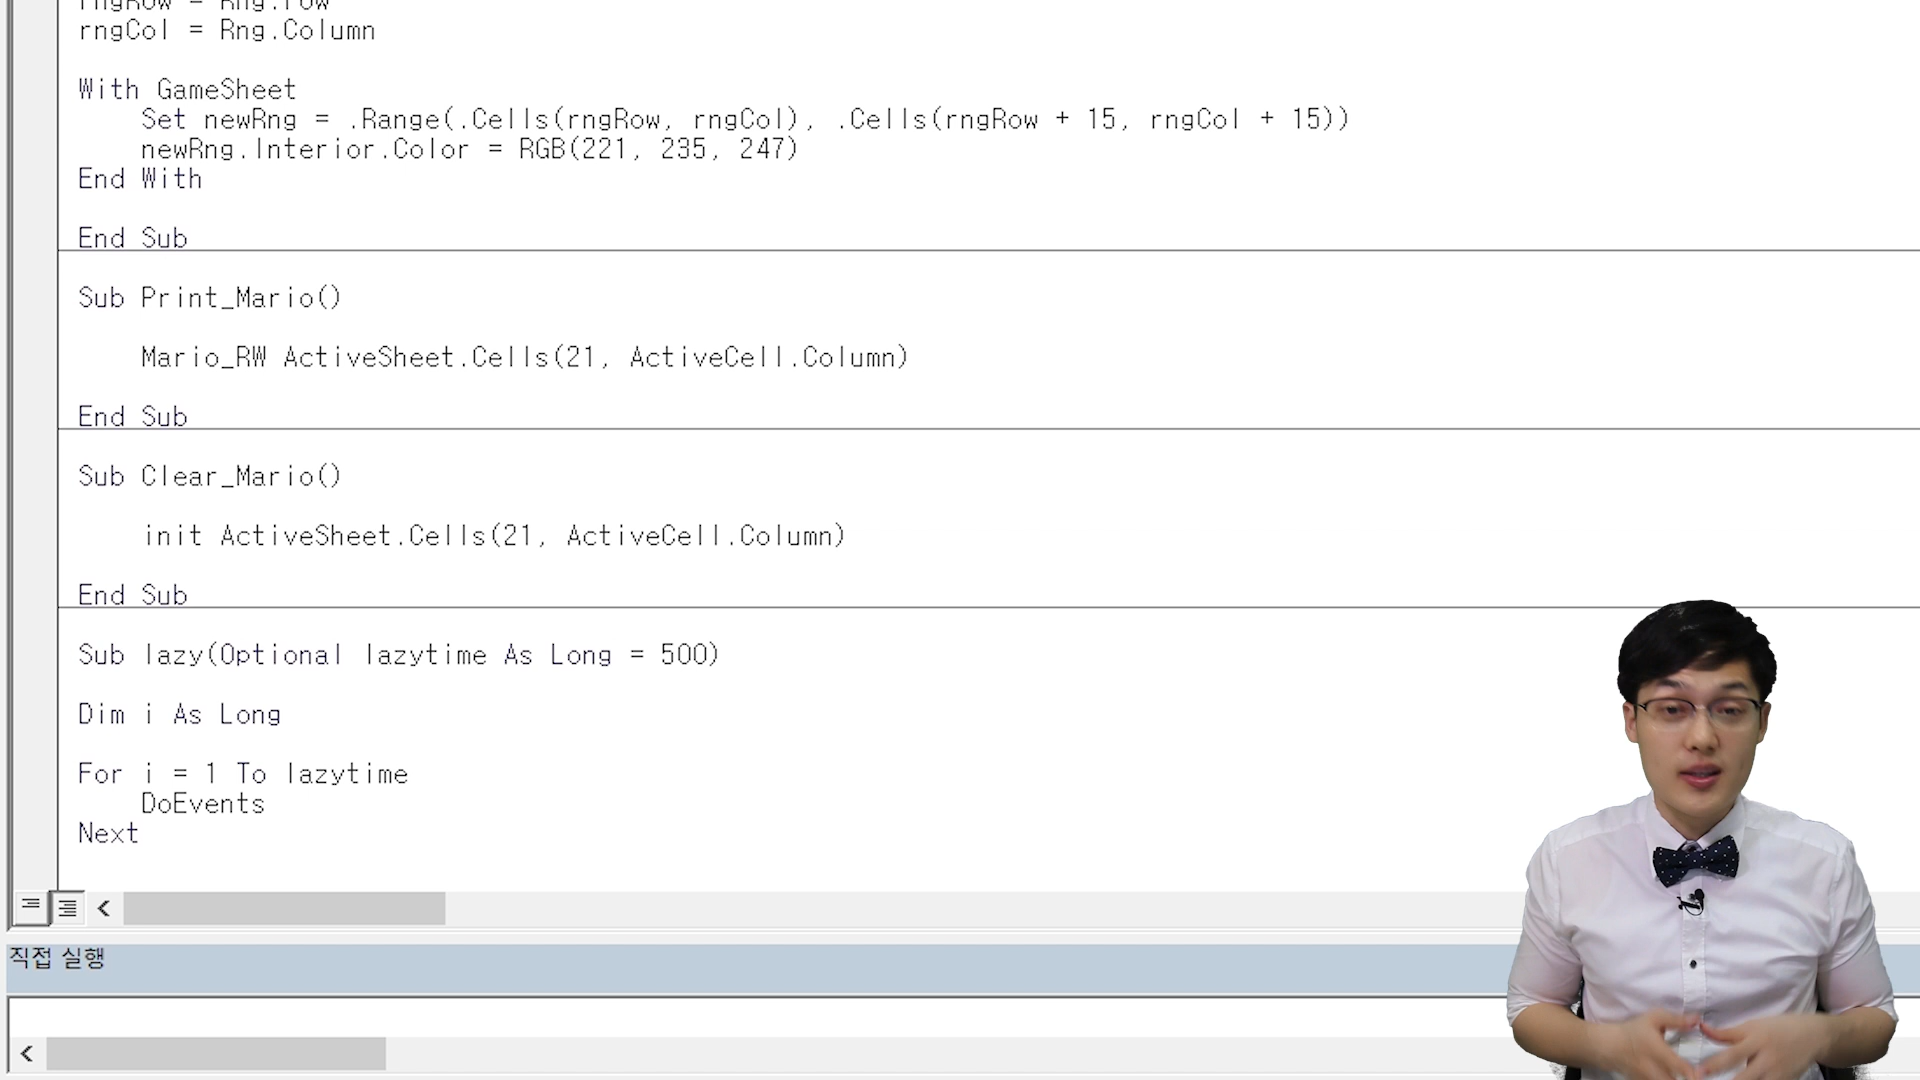 rngRow = Rng.row
rngCol = Rng.Column
With GameSheet
Set newRng = .Range(.Cells(rngRow, rngCol), .Cells(rngRow + 15, rngCol + 15))
newRng.Interior.Color = RGB(221, 235, 247)
End With
End Sub
Sub Print_Mario()
Mario_RW ActiveSheet.Cells(21, ActiveCell.Column)
End Sub
Sub Clear_Mario()
init ActiveSheet.Cells(21, ActiveCell.Column)
End Sub
Sub lazy(Optional lazytime As Long = 500)
Dim i As Long
For i = 1 To lazytime
DoEvents
Next
직접 실행